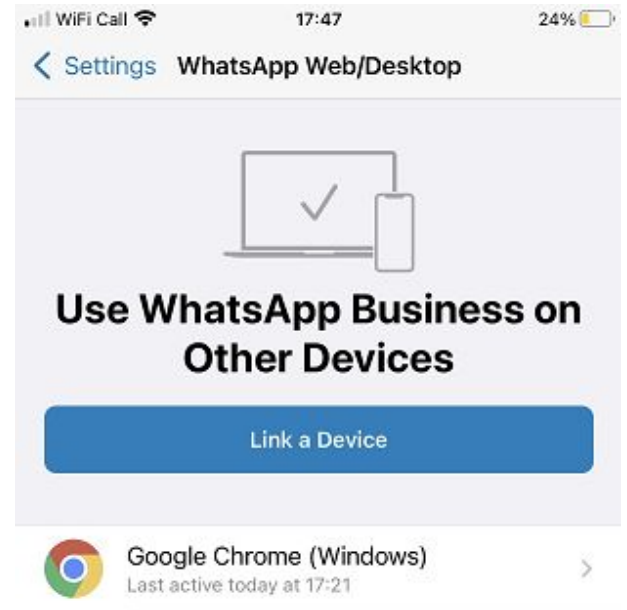 WiFi Call 17:47 24%
Settings WhatsApp Web/Desktop
Use WhatsApp Business on
Other Devices
Link a Device
Google Chrome (Windows)
Last active today at 17:21